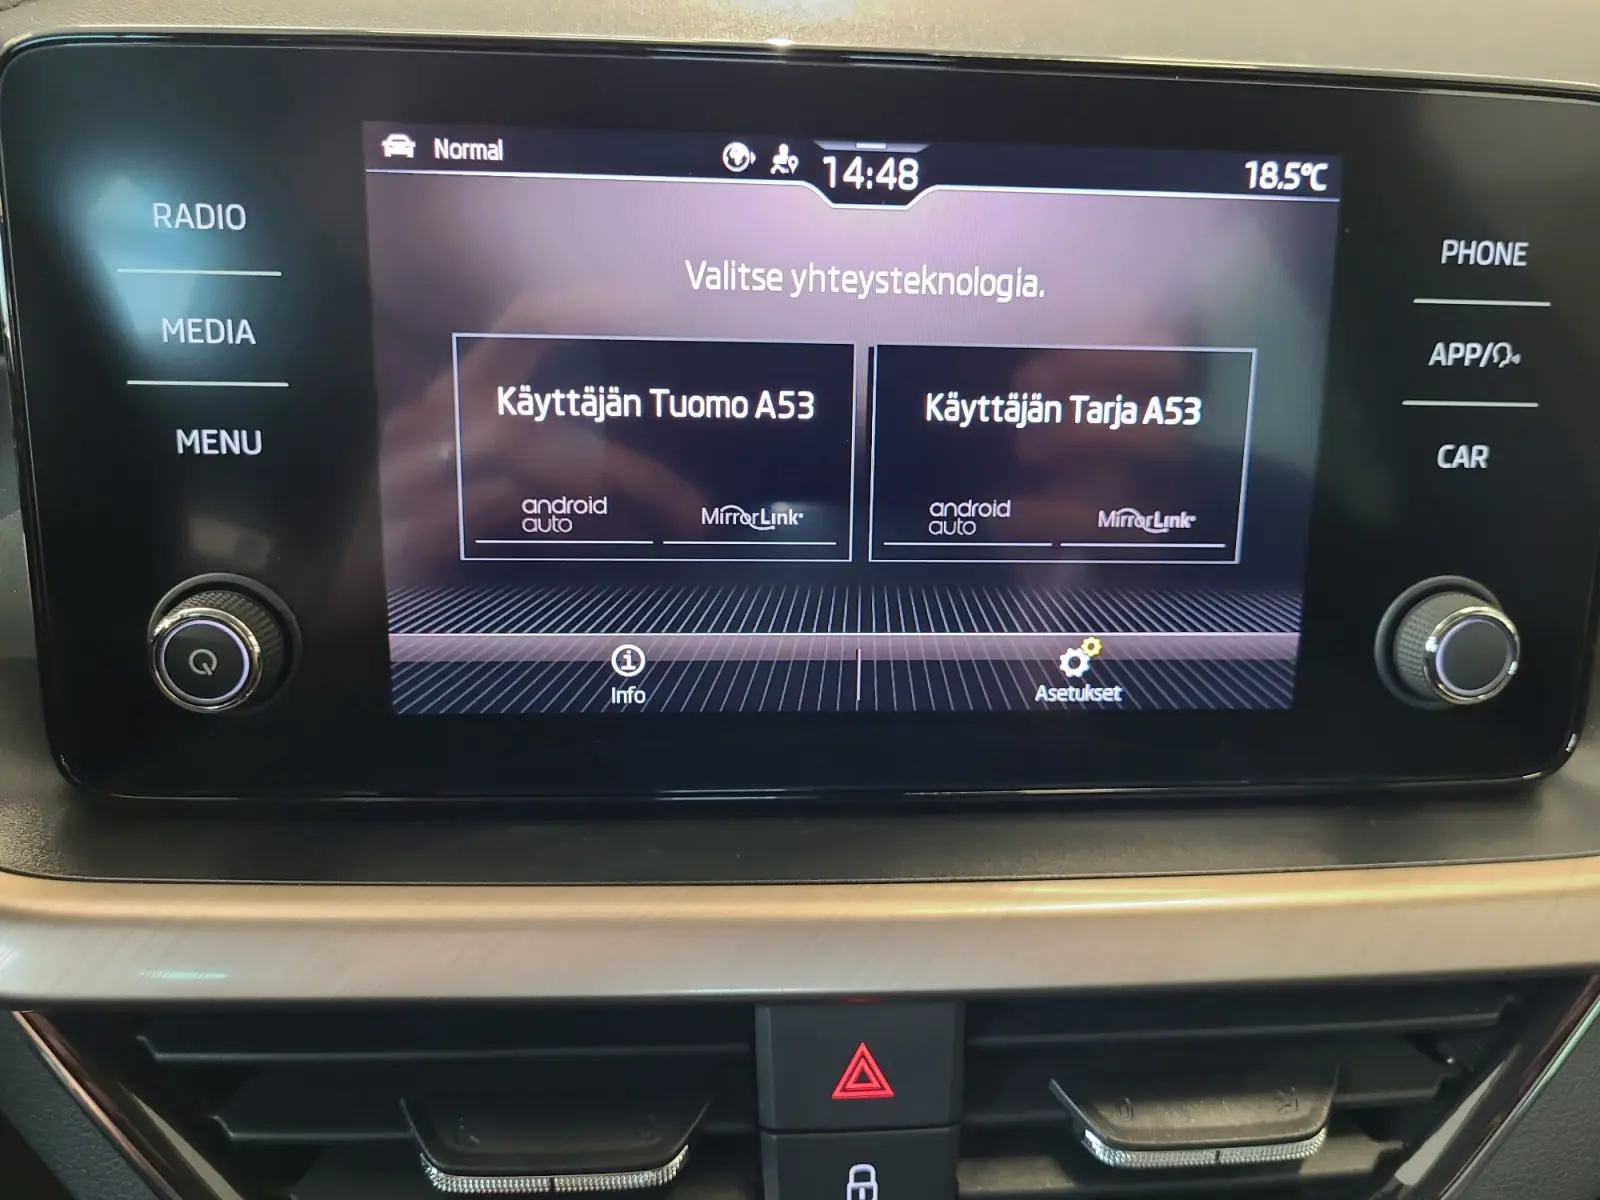 Normal
14:48
18.5°C
RADIO
MEDIA
MENU
Valitse yhteysteknologia.
Käyttäjän Tuomo A53
android
auto
MirrorLink
Käyttäjän Tarja A53
android
auto
MirrorLink
Info
Asetukset
PHONE
APP/
CAR